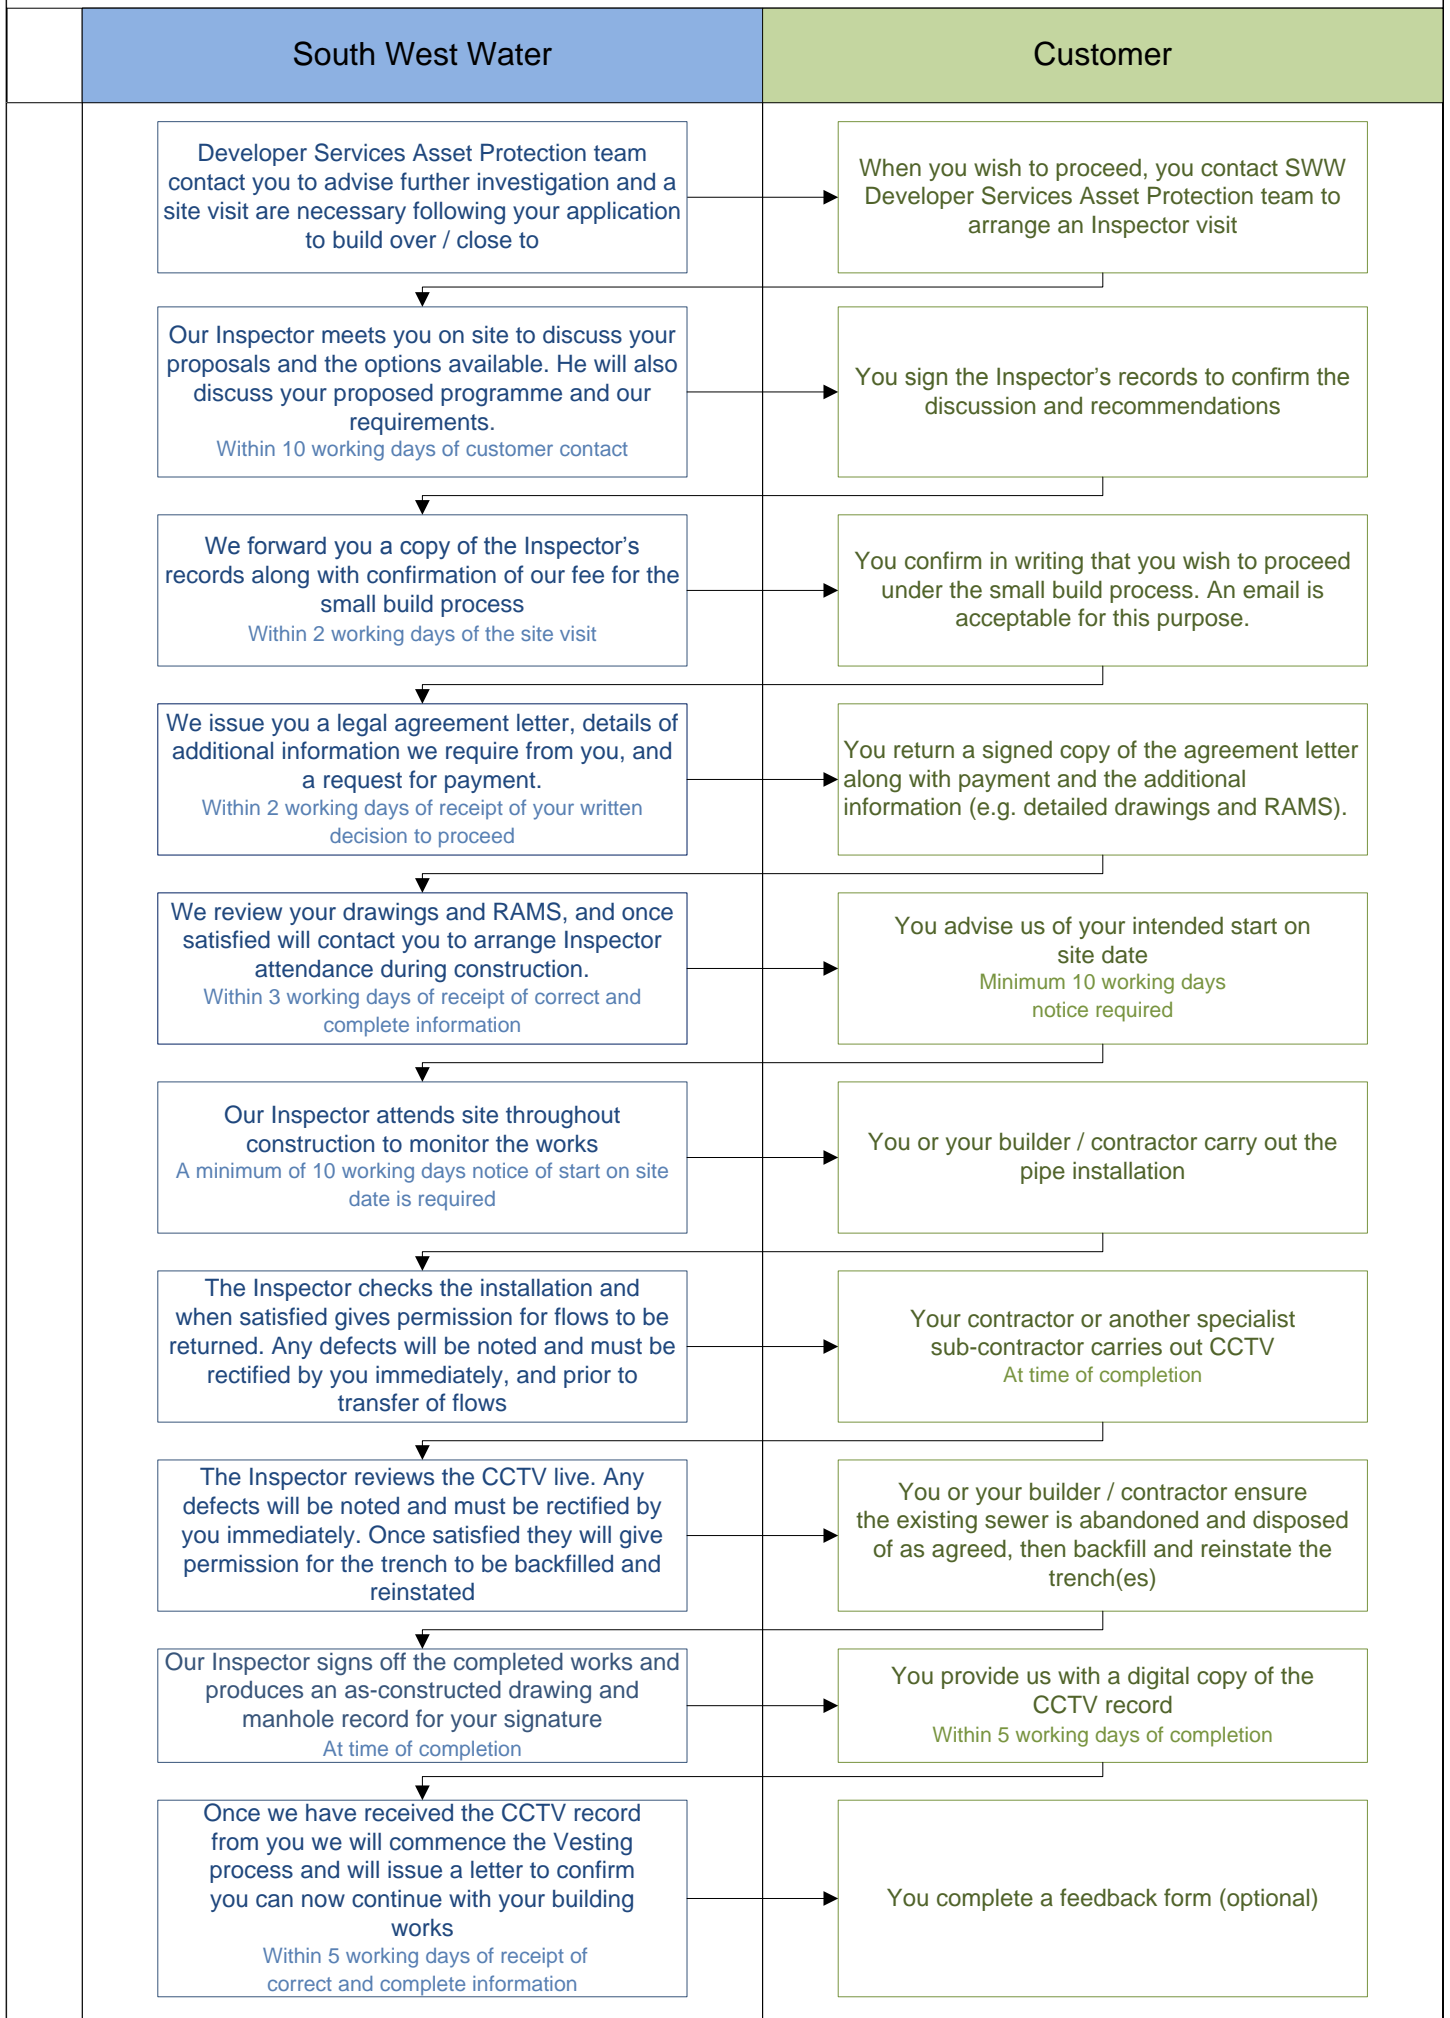 South West Water
Customer
Developer Services Asset Protection team
contact you to advise further investigation and a
site visit are necessary following your application
to build over / close to
When you wish to proceed, you contact SWW
Developer Services Asset Protection team to
arrange an Inspector visit
Our Inspector meets you on site to discuss your
proposals and the options available. He will also
discuss your proposed programme and our
requirements.
Within 10 working days of customer contact
You sign the Inspector's records to confirm the
discussion and recommendations
We forward you a copy of the Inspector's
records along with confirmation of our fee for the
small build process
Within 2 working days of the site visit
You confirm in writing that you wish to proceed
under the small build process. An email is
acceptable for this purpose.
We issue you a legal agreement letter, details of
additional information we require from you, and
a request for payment.
Within 2 working days of receipt of your written
decision to proceed
You return a signed copy of the agreement letter
along with payment and the additional
information (e.g. detailed drawings and RAMS).
We review your drawings and RAMS, and once
satisfied will contact you to arrange Inspector
attendance during construction.
Within 3 working days of receipt of correct and
complete information
You advise us of your intended start on
site date
Minimum 10 working days
notice required
Our Inspector attends site throughout
construction to monitor the works
A minimum of 10 working days notice of start on site
date is required
You or your builder / contractor carry out the
pipe installation
The Inspector checks the installation and
when satisfied gives permission for flows to be
returned. Any defects will be noted and must be
rectified by you immediately, and prior to
transfer of flows
Your contractor or another specialist
sub-contractor carries out CCTV
At time of completion
The Inspector reviews the CCTV live. Any
defects will be noted and must be rectified by
you immediately. Once satisfied they will give
permission for the trench to be backfilled and
reinstated
You or your builder / contractor ensure
the existing sewer is abandoned and disposed
of as agreed, then backfill and reinstate the
trench(es)
Our Inspector signs off the completed works and
produces an as-constructed drawing and
manhole record for your signature
At time of completion
You provide us with a digital copy of the
CCTV record
Within 5 working days of completion
Once we have received the CCTV record
from you we will commence the Vesting
process and will issue a letter to confirm
you can now continue with your building
works
Within 5 working days of receipt of
correct and complete information
You complete a feedback form (optional)